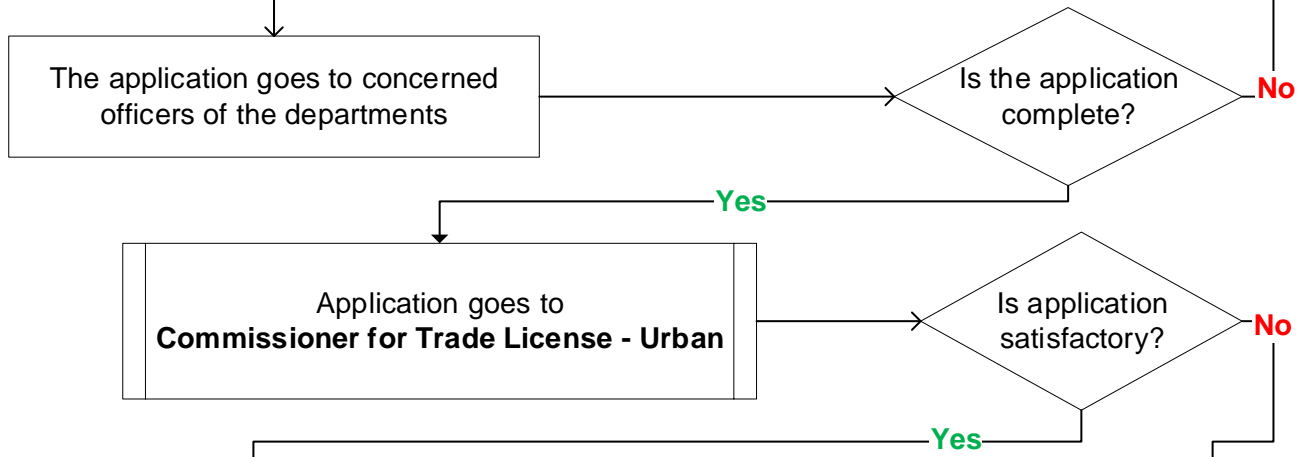 The application goes to concerned
officers of the departments
Is the application
complete?
No
Yes
Application goes to
Commissioner for Trade License - Urban
Is application
satisfactory?
No
Yes